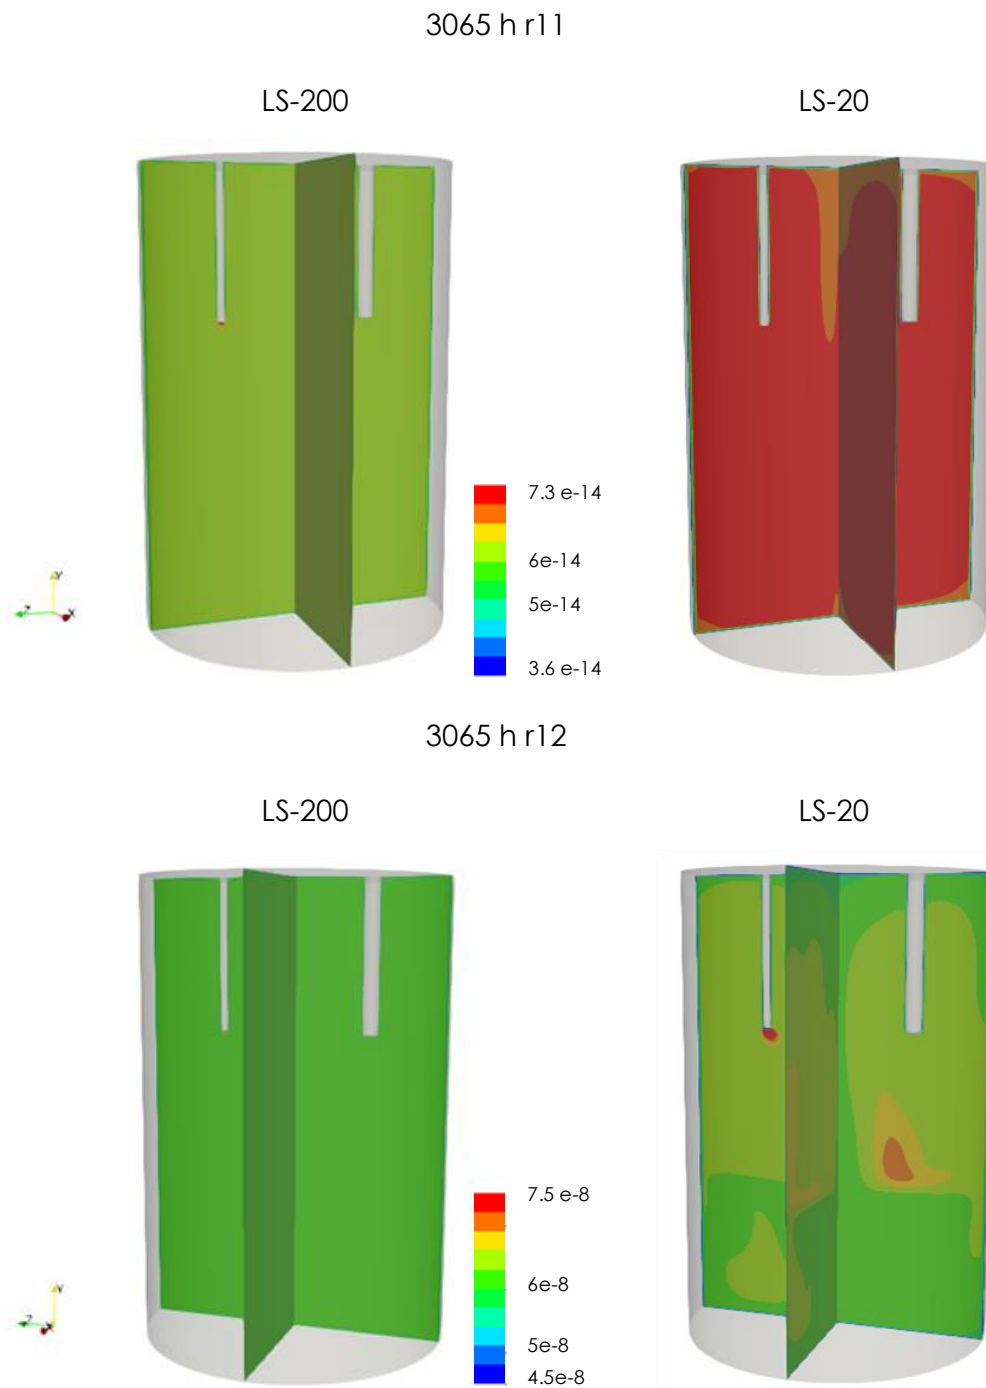 3065 h r11
LS-200
LS-20
7.3 e-14
6e-14
5e-14
3.6 e-14
Y
Z
X
3065 h r12
LS-200
LS-20
7.5 e-8
6e-8
5e-8
4.5e-8
Y
Z
X